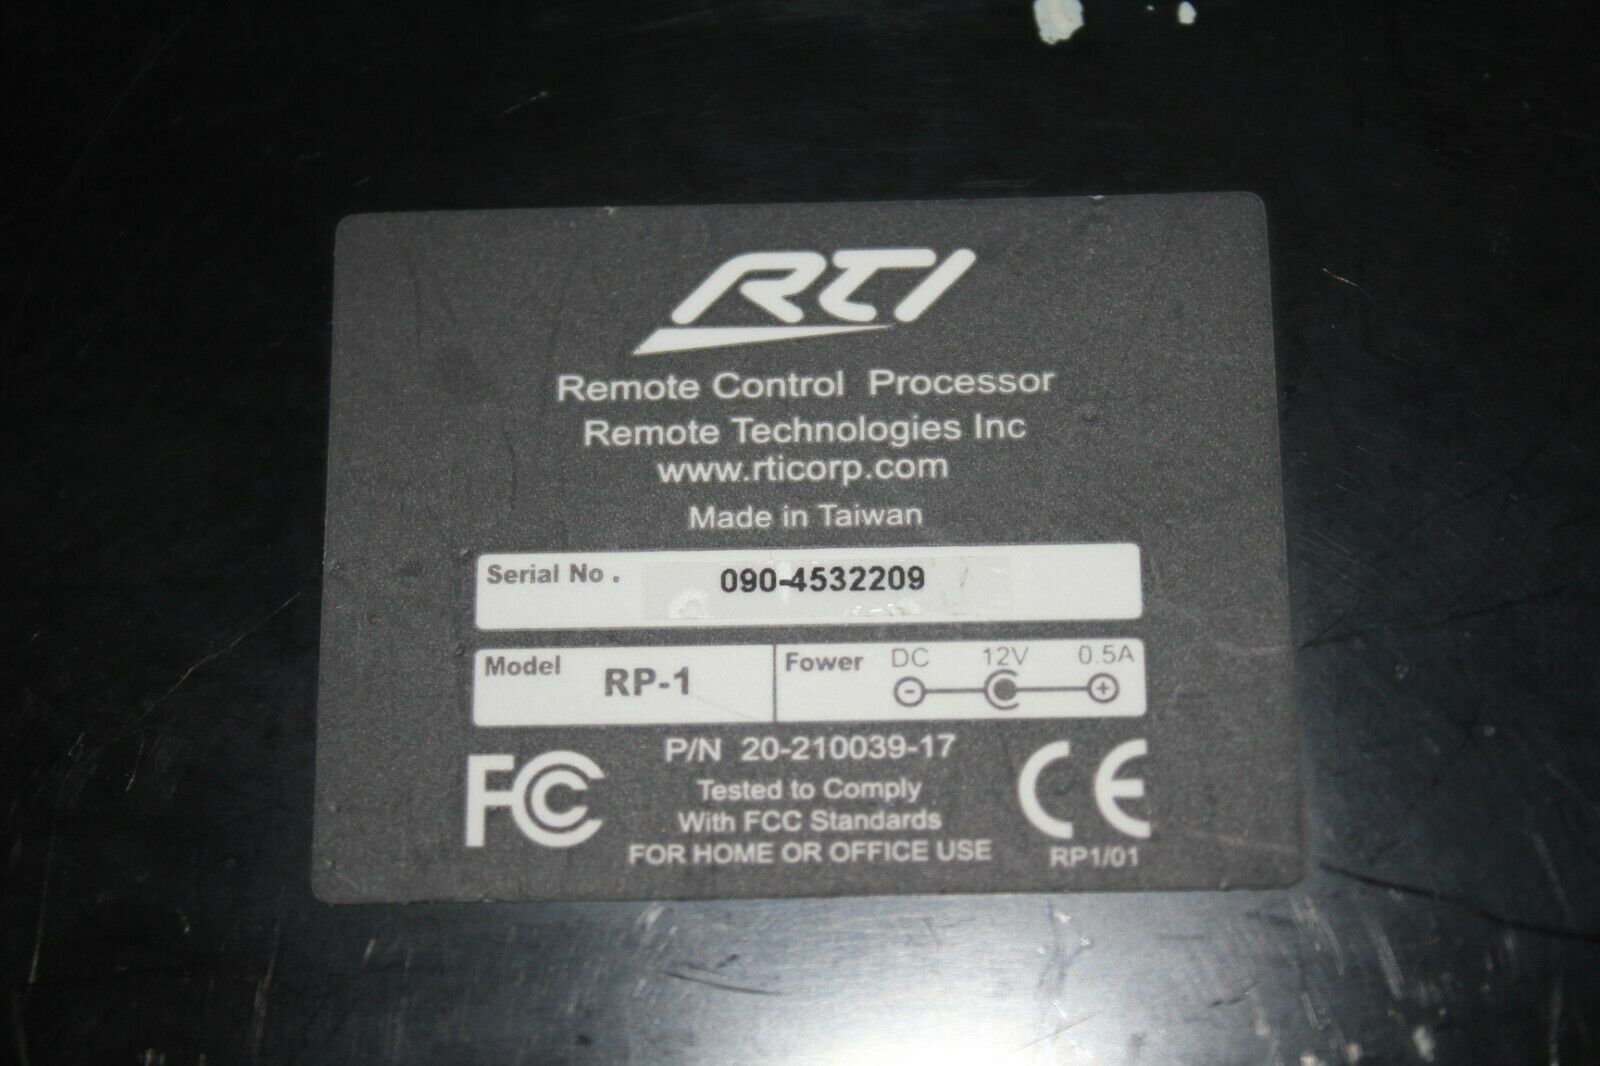 RTI
Remote Control Processor
Remote Technologies Inc
www.rticorp.com
Made in Taiwan
Serial No. 090-4532209
Model RP-1
Fower DC 12V 0.5A
- +
P/N 20-210039-17
FC Tested to Comply CE
With FCC Standards
FOR HOME OR OFFICE USE
RP1/01